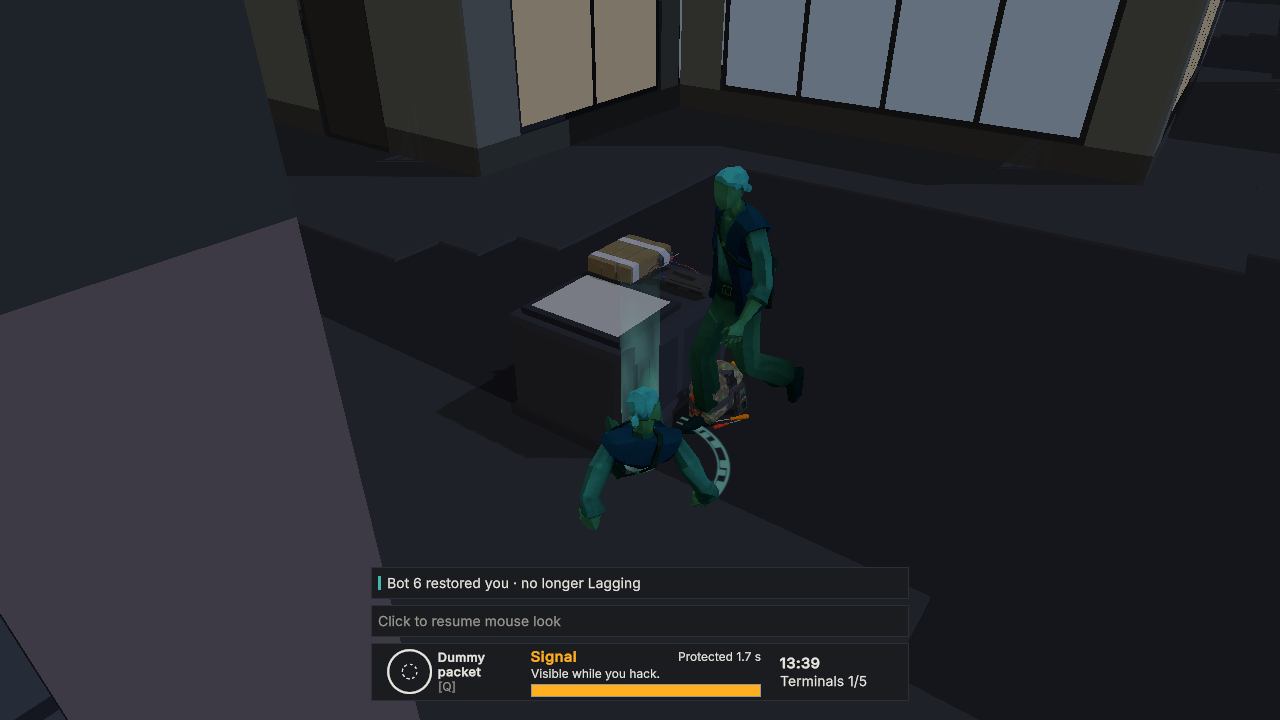 Bot 6 restored you · no longer Lagging
Click to resume mouse look
Dummy packet
[Q]
Signal
Protected 1.7 s
Visible while you hack.
13:39
Terminals 1/5